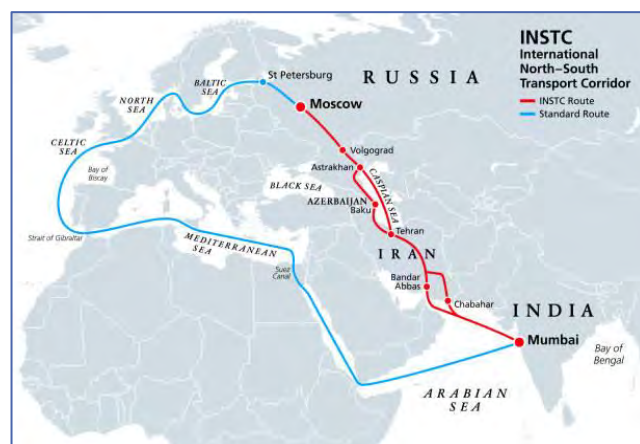 INSTC
International
North–South
Transport Corridor
INSTC Route
Standard Route
St Petersburg
RUSSIA
BALTIC
SEA
Moscow
NORTH
SEA
CELTIC
SEA
Volgograd
Bay of
Biscay
Astrakhan
BLACK SEA
CASPIAN SEA
AZERBAIJAN
Baku
Strait of Gibraltar
MEDITERRANEAN
SEA
Tehran
Suez
Canal
IRAN
Bandar
Abbas
Chabahar
INDIA
Mumbai
Bay of
Bengal
ARABIAN
SEA